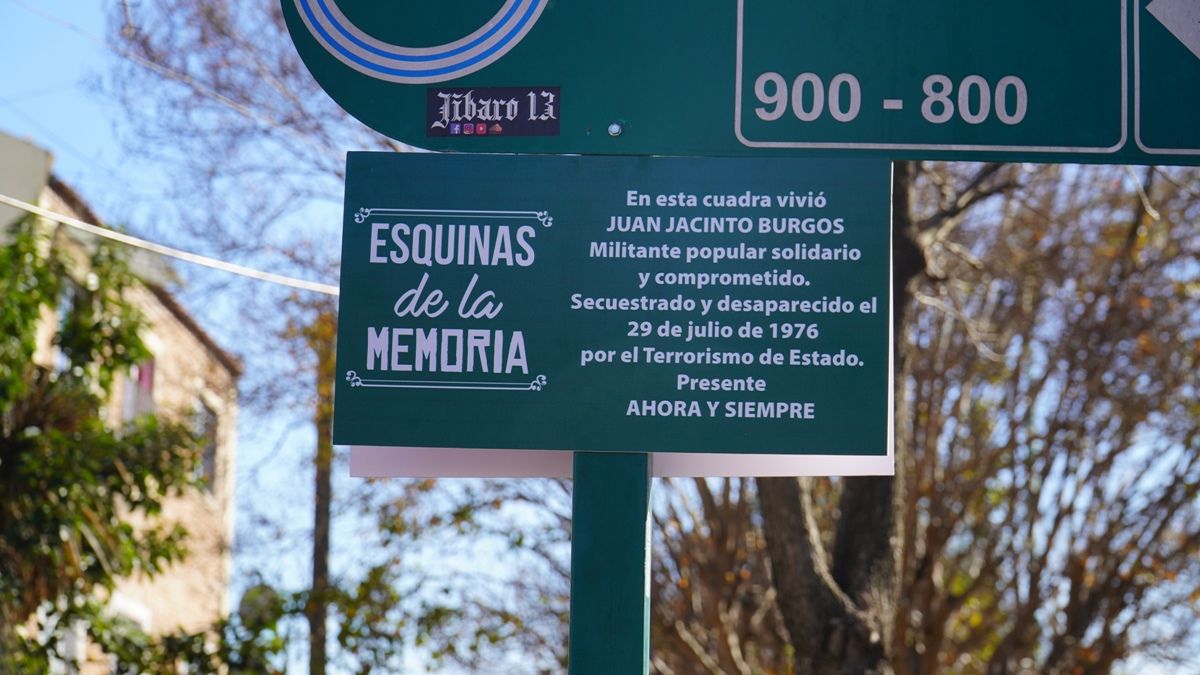 Jíbaro 13
900 - 800
ESQUINAS
de la
MEMORIA
En esta cuadra vivió
JUAN JACINTO BURGOS
Militante popular solidario
y comprometido.
Secuestrado y desaparecido el
29 de julio de 1976
por el Terrorismo de Estado.
Presente
AHORA Y SIEMPRE